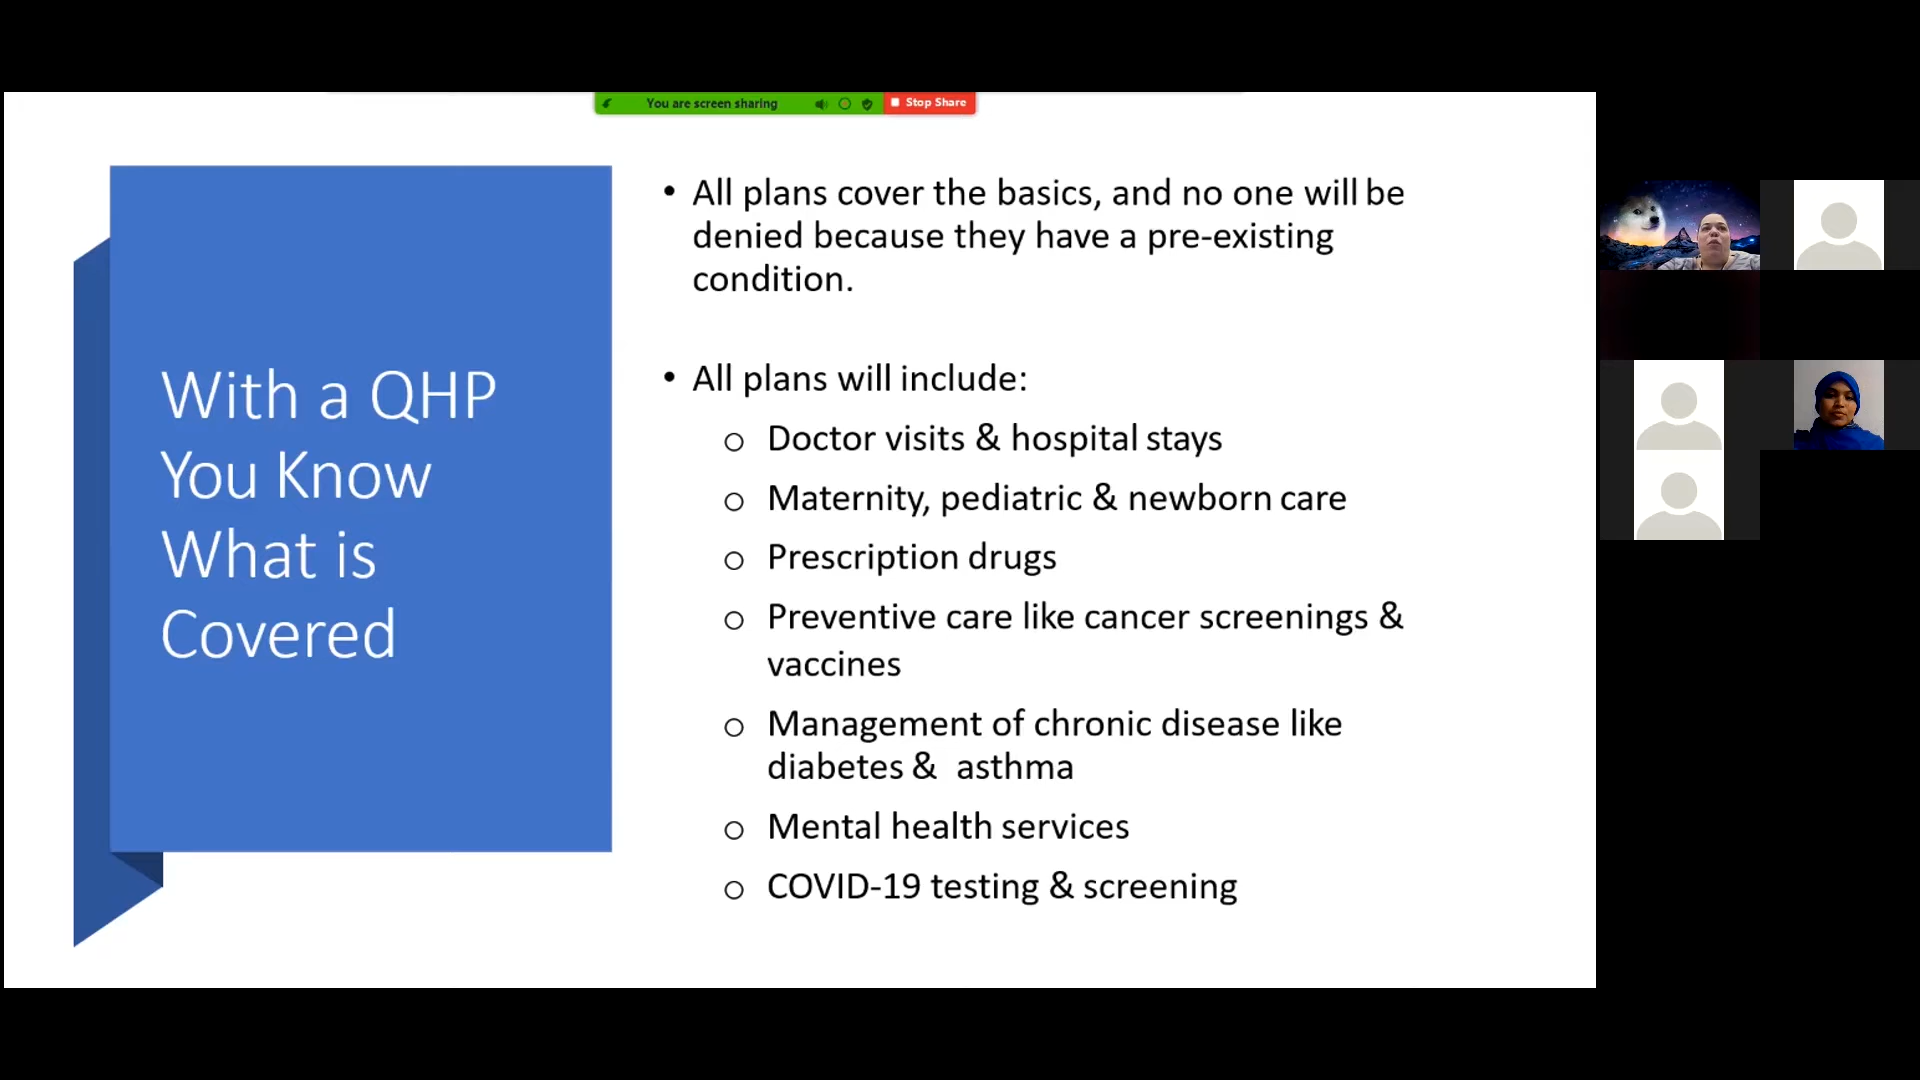 You are screen sharing
Stop Share
With a QHP
You Know
What is
Covered
• All plans cover the basics, and no one will be
denied because they have a pre-existing
condition.
• All plans will include:
o Doctor visits & hospital stays
o Maternity, pediatric & newborn care
o Prescription drugs
o Preventive care like cancer screenings &
vaccines
o Management of chronic disease like
diabetes & asthma
o Mental health services
o COVID-19 testing & screening